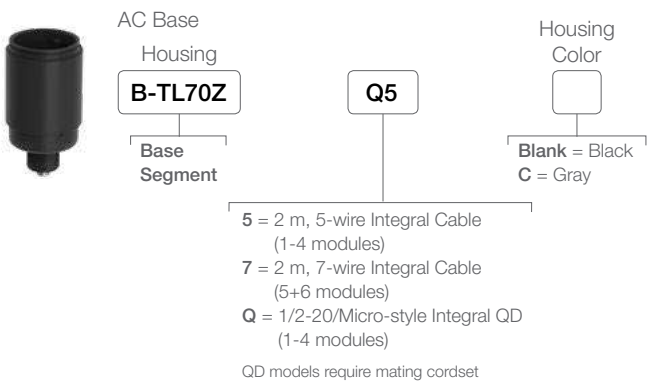 AC Base
Housing
Housing
Color
B-TL70Z
Q5
Base
Segment
Blank = Black
C = Gray
5 = 2 m, 5-wire Integral Cable
(1-4 modules)
7 = 2 m, 7-wire Integral Cable
(5+6 modules)
Q = 1/2-20/Micro-style Integral QD
(1-4 modules)
QD models require mating cordset